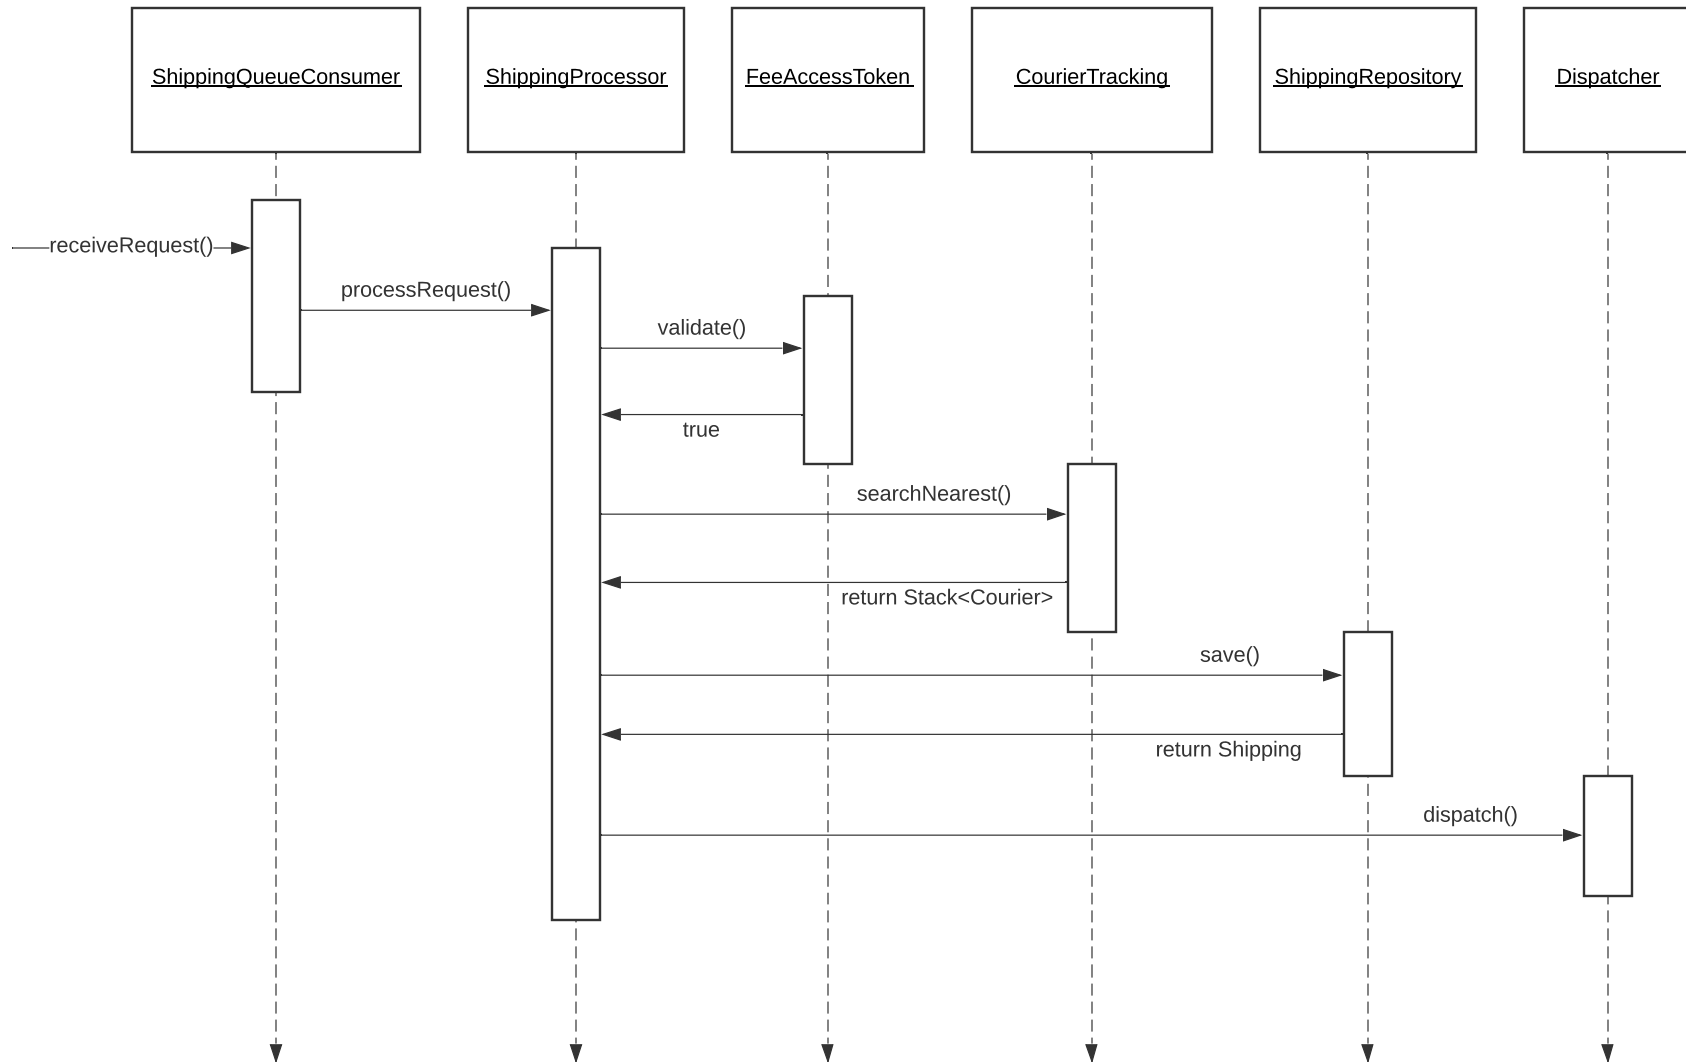 ShippingQueueConsumer
ShippingProcessor
FeeAccessToken
CourierTracking
ShippingRepository
Dispatcher
receiveRequest()
processRequest()
validate()
true
searchNearest()
return Stack<Courier>
save()
return Shipping
dispatch()